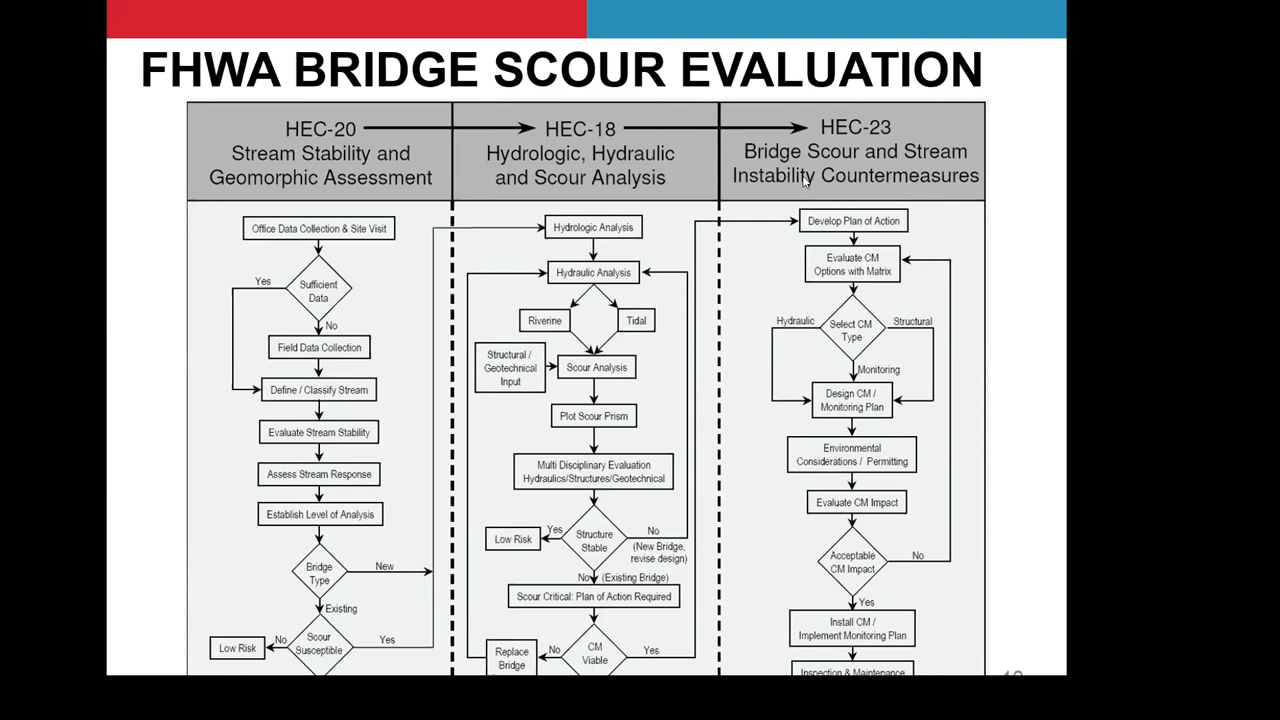 FHWA BRIDGE SCOUR EVALUATION
HEC-20
Stream Stability and
Geomorphic Assessment
HEC-18
Hydrologic, Hydraulic
and Scour Analysis
HEC-23
Bridge Scour and Stream
Instability Countermeasures
Office Data Collection & Site Visit
Yes
Sufficient
Data
No
Field Data Collection
Define / Classify Stream
Evaluate Stream Stability
Assess Stream Response
Establish Level of Analysis
Bridge
Type
New
Existing
Low Risk
No
Scour
Susceptible
Yes
Hydrologic Analysis
Hydraulic Analysis
Riverine
Tidal
Structural /
Geotechnical
Input
Scour Analysis
Plot Scour Prism
Multi Disciplinary Evaluation
Hydraulics/Structures/Geotechnical
Low Risk
Yes
Structure
Stable
No
(New Bridge,
revise design)
No
(Existing Bridge)
Scour Critical: Plan of Action Required
Replace
Bridge
No
CM
Viable
Yes
Develop Plan of Action
Evaluate CM
Options with Matrix
Hydraulic
Select CM
Type
Structural
Monitoring
Design CM /
Monitoring Plan
Environmental
Considerations / Permitting
Evaluate CM Impact
Acceptable
CM Impact
No
Yes
Install CM /
Implement Monitoring Plan
Inspection & Maintenance